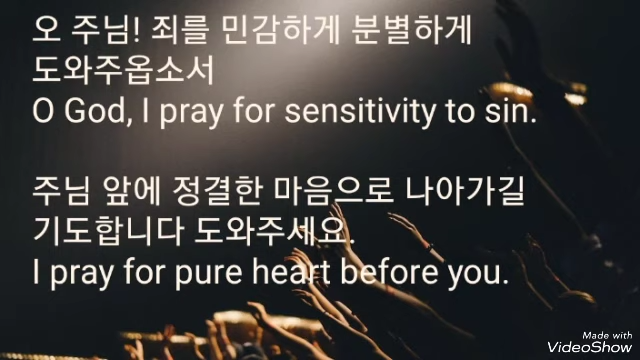 오 주님! 죄를 민감하게 분별하게
도와주옵소서
O God, I pray for sensitivity to sin.
주님 앞에 정결한 마음으로 나아가길
기도합니다 도와주세요.
I pray for pure heart before you.
Made with
VideoShow